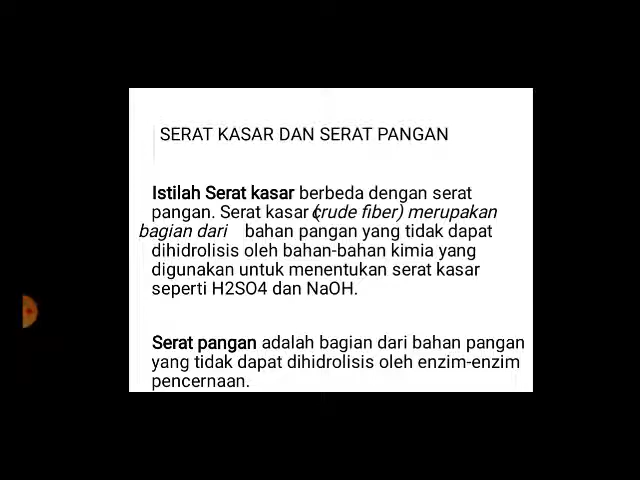 SERAT KASAR DAN SERAT PANGAN
Istilah Serat kasar berbeda dengan serat
pangan. Serat kasar (crude fiber) merupakan
bagian dari bahan pangan yang tidak dapat
dihidrolisis oleh bahan-bahan kimia yang
digunakan untuk menentukan serat kasar
seperti H2SO4 dan NaOH.
Serat pangan adalah bagian dari bahan pangan
yang tidak dapat dihidrolisis oleh enzim-enzim
pencernaan.